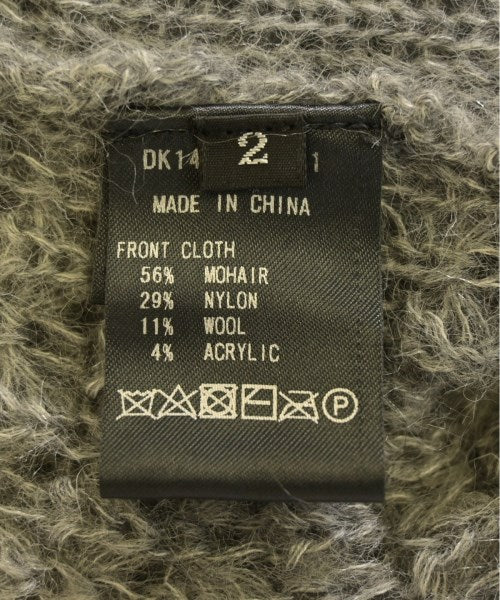 2
DK14 1
MADE IN CHINA
FRONT CLOTH
56% MOHAIR
29% NYLON
11% WOOL
4% ACRYLIC
P